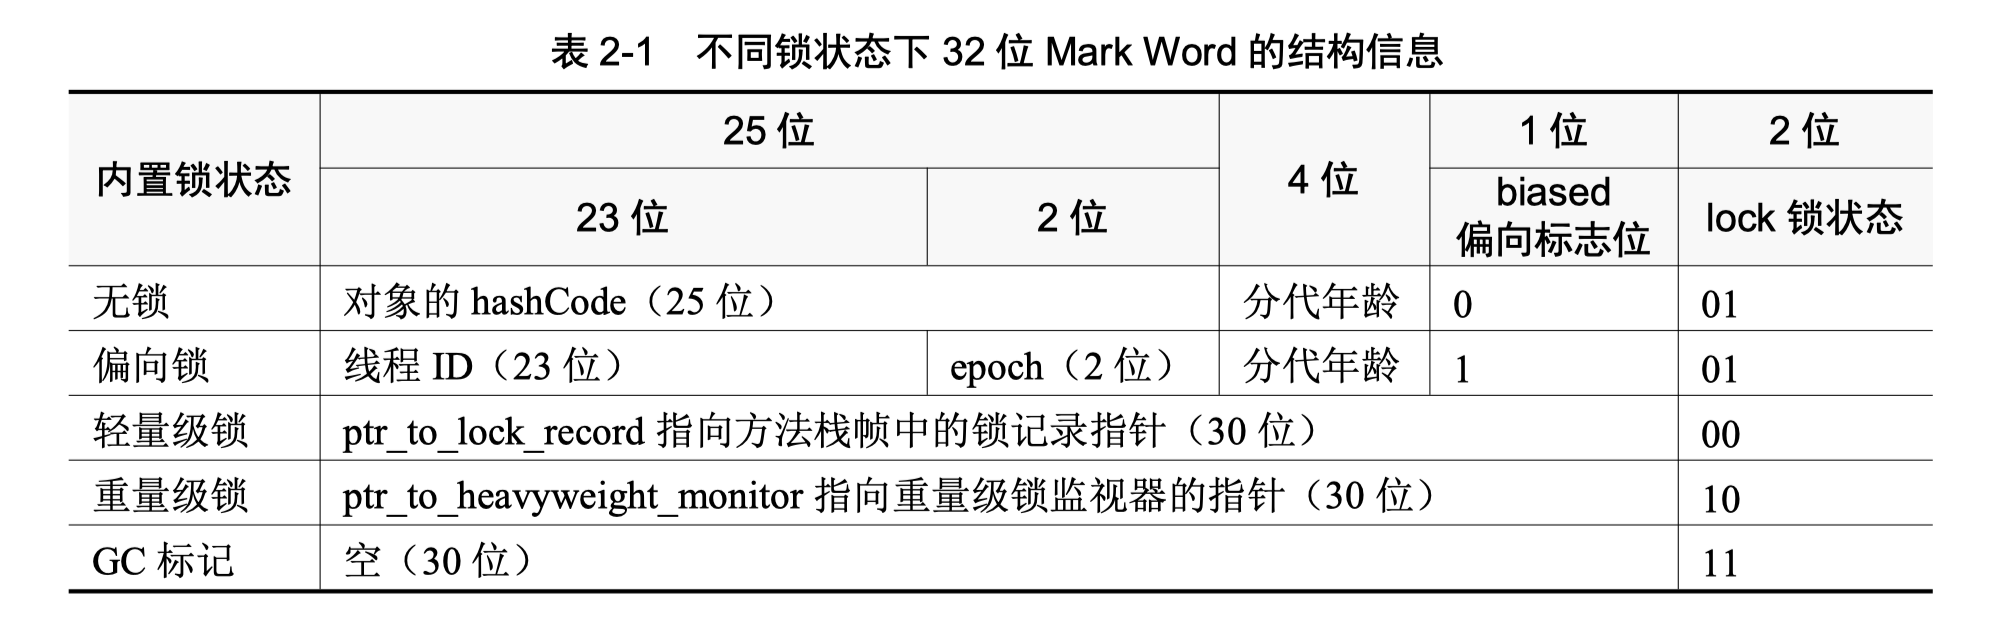 表 2-1 不同锁状态下 32 位 Mark Word 的结构信息
内置锁状态 25 位 4 位 1 位 2 位
23 位 2 位 biased 偏向标志位 lock 锁状态
无锁 对象的 hashCode（25 位） 分代年龄 0 01
偏向锁 线程 ID（23 位） epoch（2 位） 分代年龄 1 01
轻量级锁 ptr_to_lock_record 指向方法栈帧中的锁记录指针（30 位） 00
重量级锁 ptr_to_heavyweight_monitor 指向重量级锁监视器的指针（30 位） 10
GC 标记 空（30 位） 11